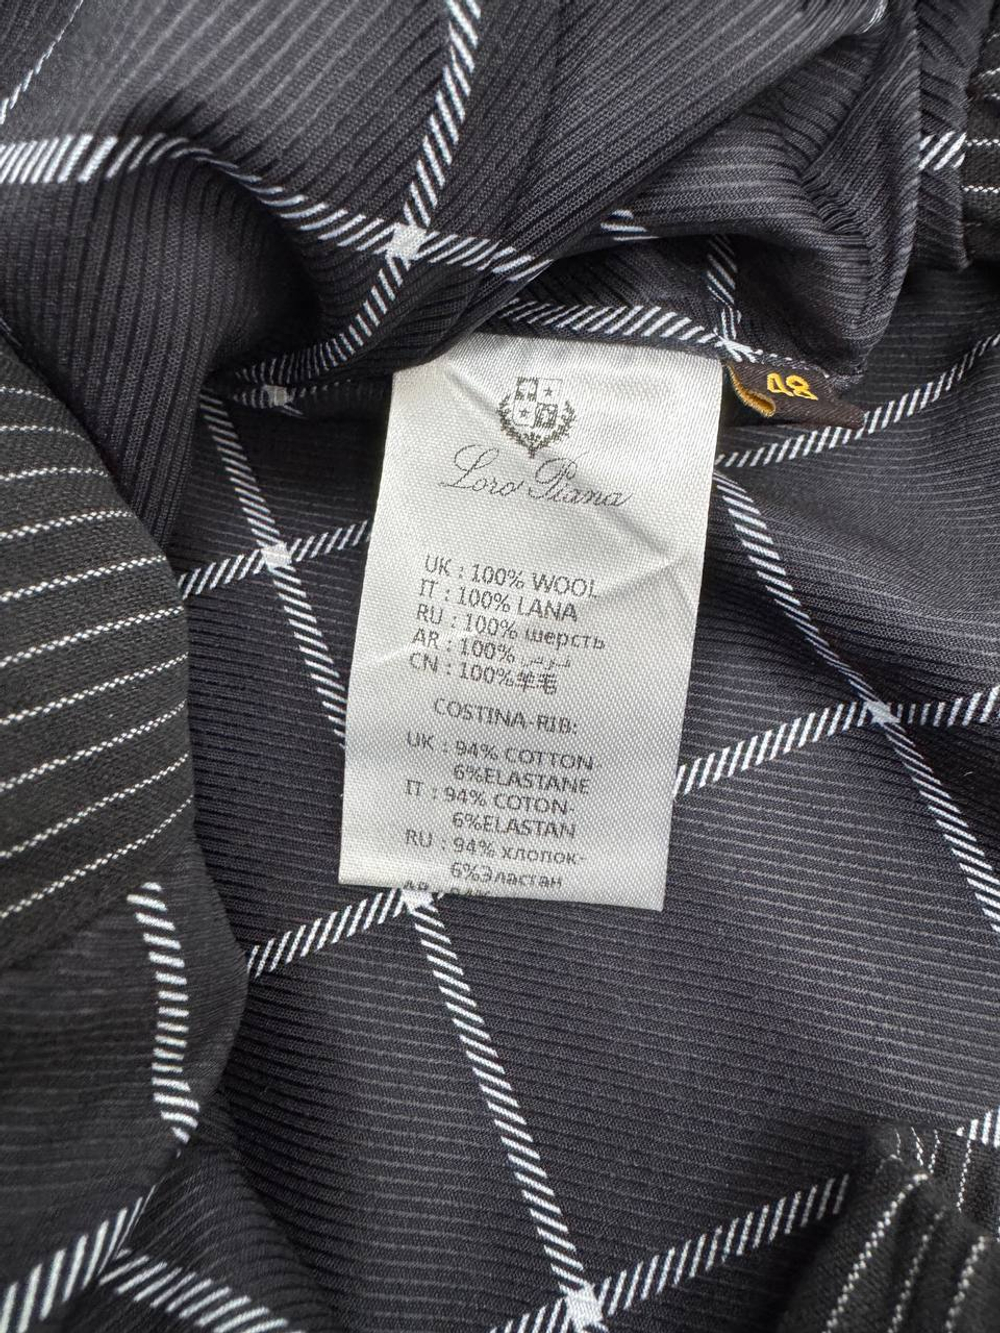 48
Loro Piana
UK : 100% WOOL
IT : 100% LANA
RU : 100% шерсть
AR : 100%
CN : 100%羊毛
COSTINA-RIB:
UK : 94% COTTON
6%ELASTANE
IT : 94% COTON-
6%ELASTAN
RU : 94% хлопок-
6%Эластан